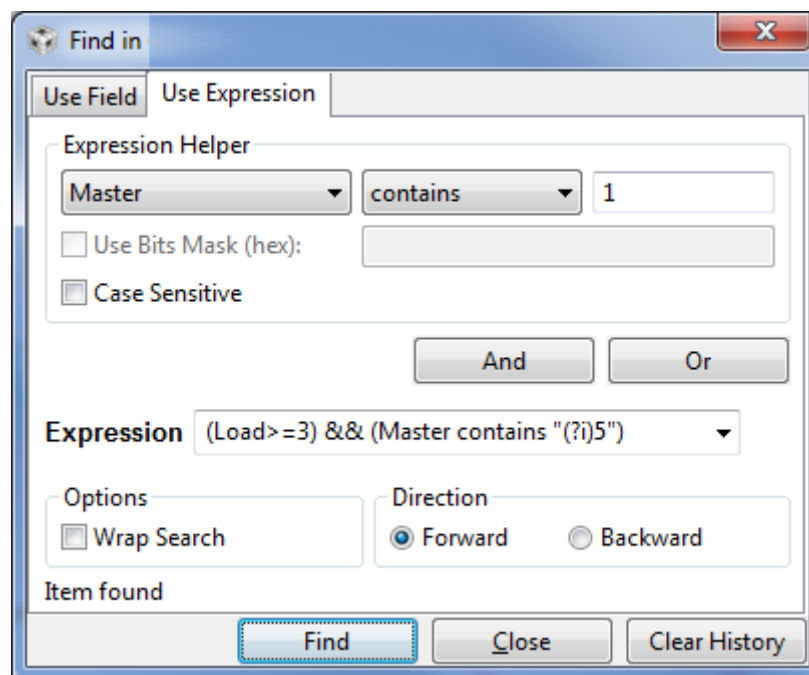 Find in
Use Field Use Expression
Expression Helper
Master contains 1
Use Bits Mask (hex):
Case Sensitive
And Or
Expression (Load>=3) && (Master contains "(?i)5")
Options Direction
Wrap Search Forward Backward
Item found
Find Close Clear History